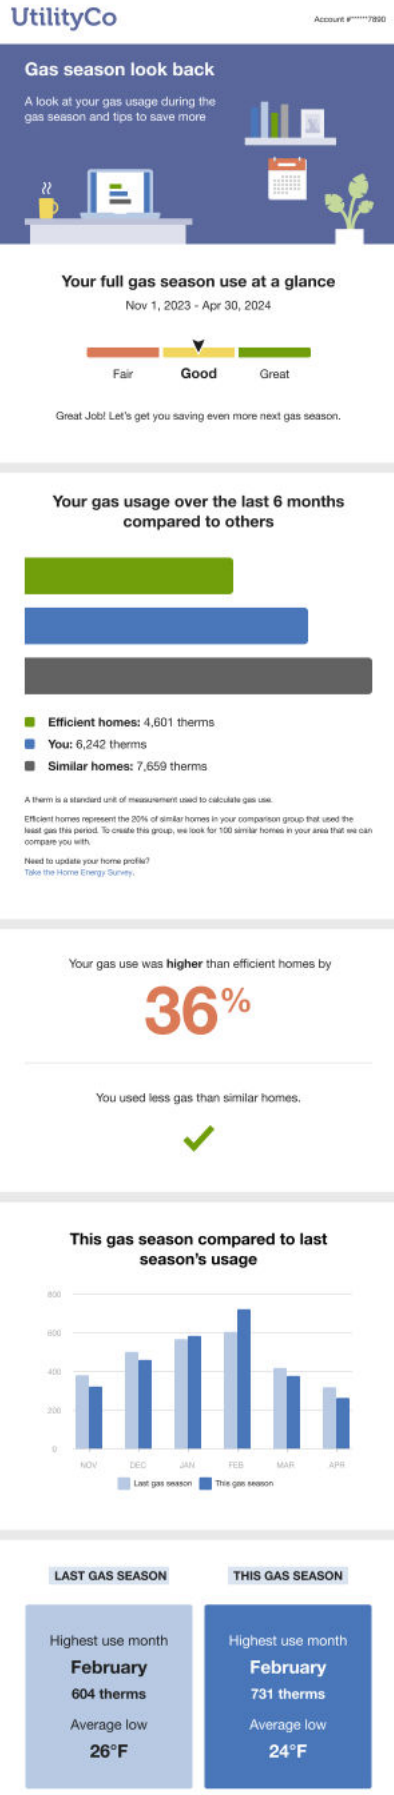 UtilityCo
Account #******7890
Gas season look back
A look at your gas usage during the
gas season and tips to save more
Your full gas season use at a glance
Nov 1, 2023 - Apr 30, 2024
Fair
Good
Great
Great Job! Let's get you saving even more next gas season.
Your gas usage over the last 6 months
compared to others
Efficient homes: 4,601 therms
You: 6,242 therms
Similar homes: 7,659 therms
A therm is a standard unit of measurement used to calculate gas use.
Efficient homes represent the 20% of similar homes in your comparison group that used the
least gas this period. To create this group, we look for 100 similar homes in your area that we can
compare you with.
Need to update your home profile?
Take the Home Energy Survey.
Your gas use was higher than efficient homes by
36%
You used less gas than similar homes.
This gas season compared to last
season's usage
800
600
400
200
0
NOV DEC JAN FEB MAR APR
Last gas season This gas season
LAST GAS SEASON
Highest use month
February
604 therms
Average low
26°F
THIS GAS SEASON
Highest use month
February
731 therms
Average low
24°F